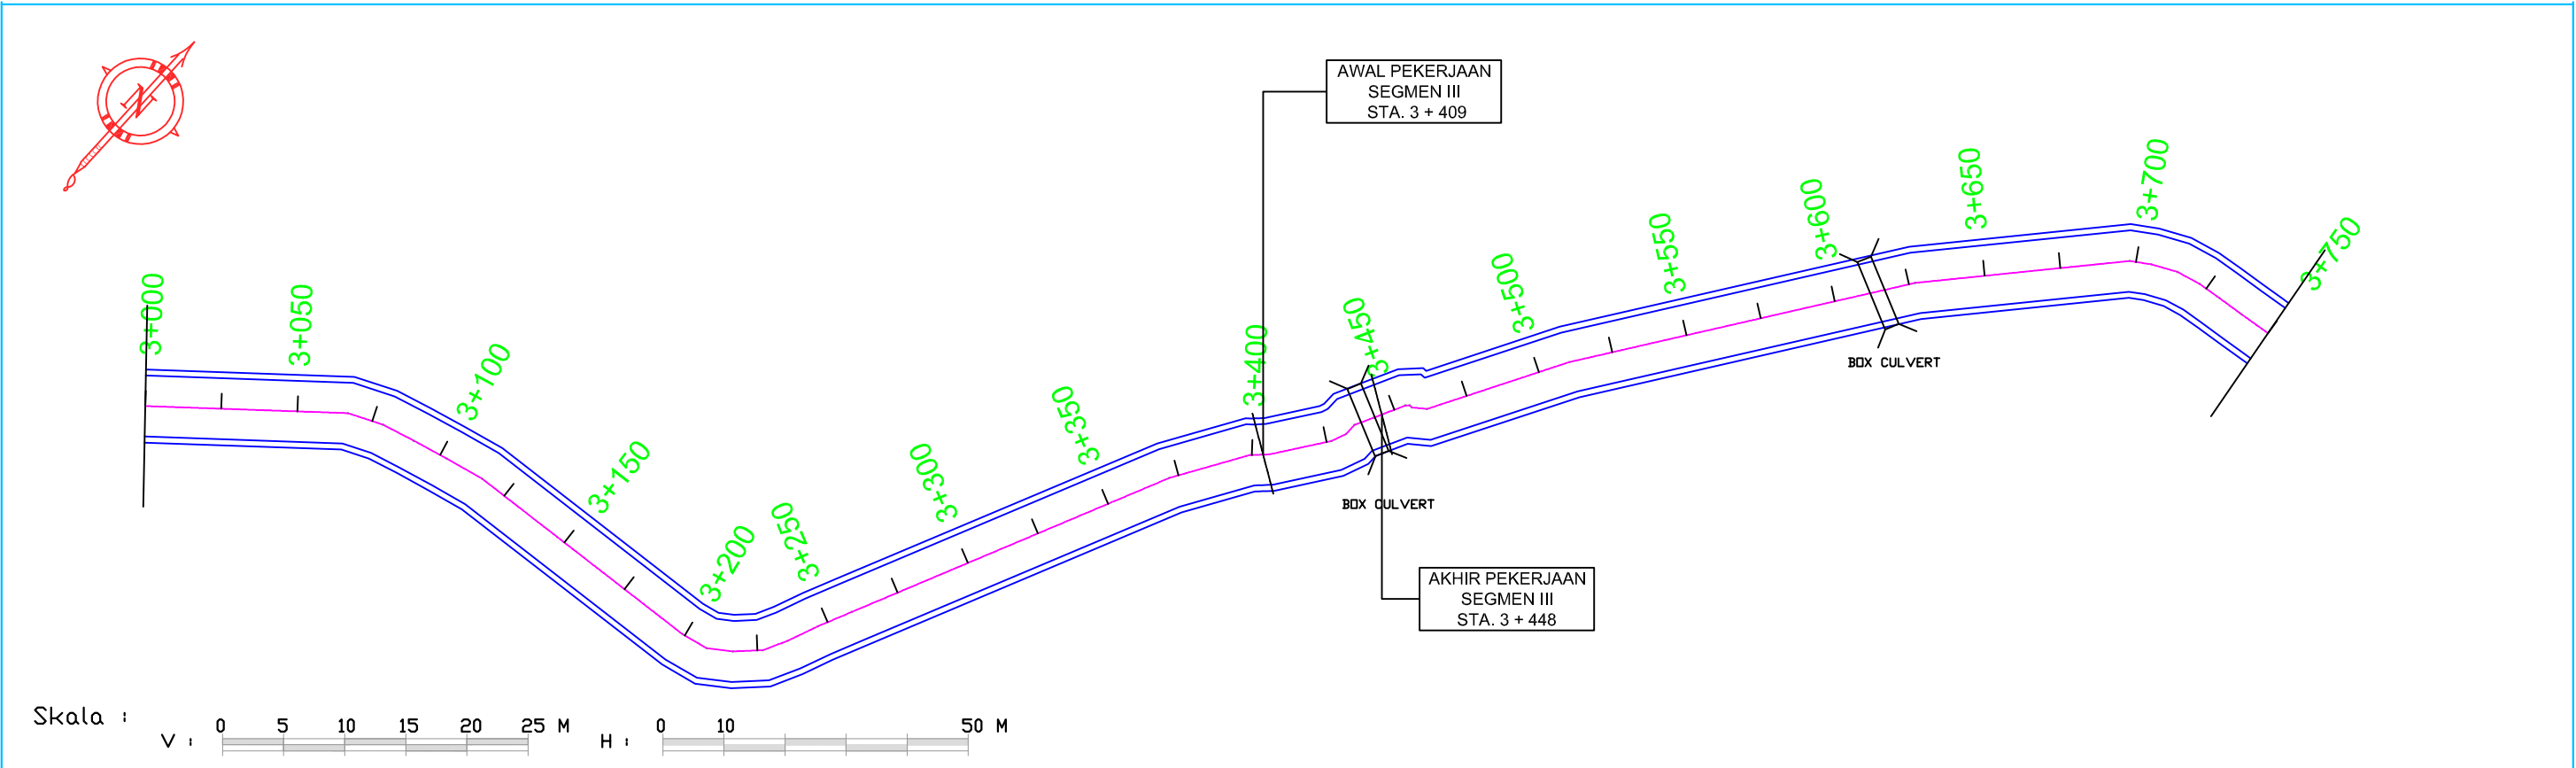 N
AWAL PEKERJAAN
SEGMEN III
STA. 3 + 409
3+000
3+050
3+100
3+150
3+200
3+250
3+300
3+350
3+400
3+450
3+500
3+550
3+600
3+650
3+700
3+750
BOX CULVERT
BOX CULVERT
AKHIR PEKERJAAN
SEGMEN III
STA. 3 + 448
Skala :
V : 0 5 10 15 20 25 M
H : 0 10 50 M